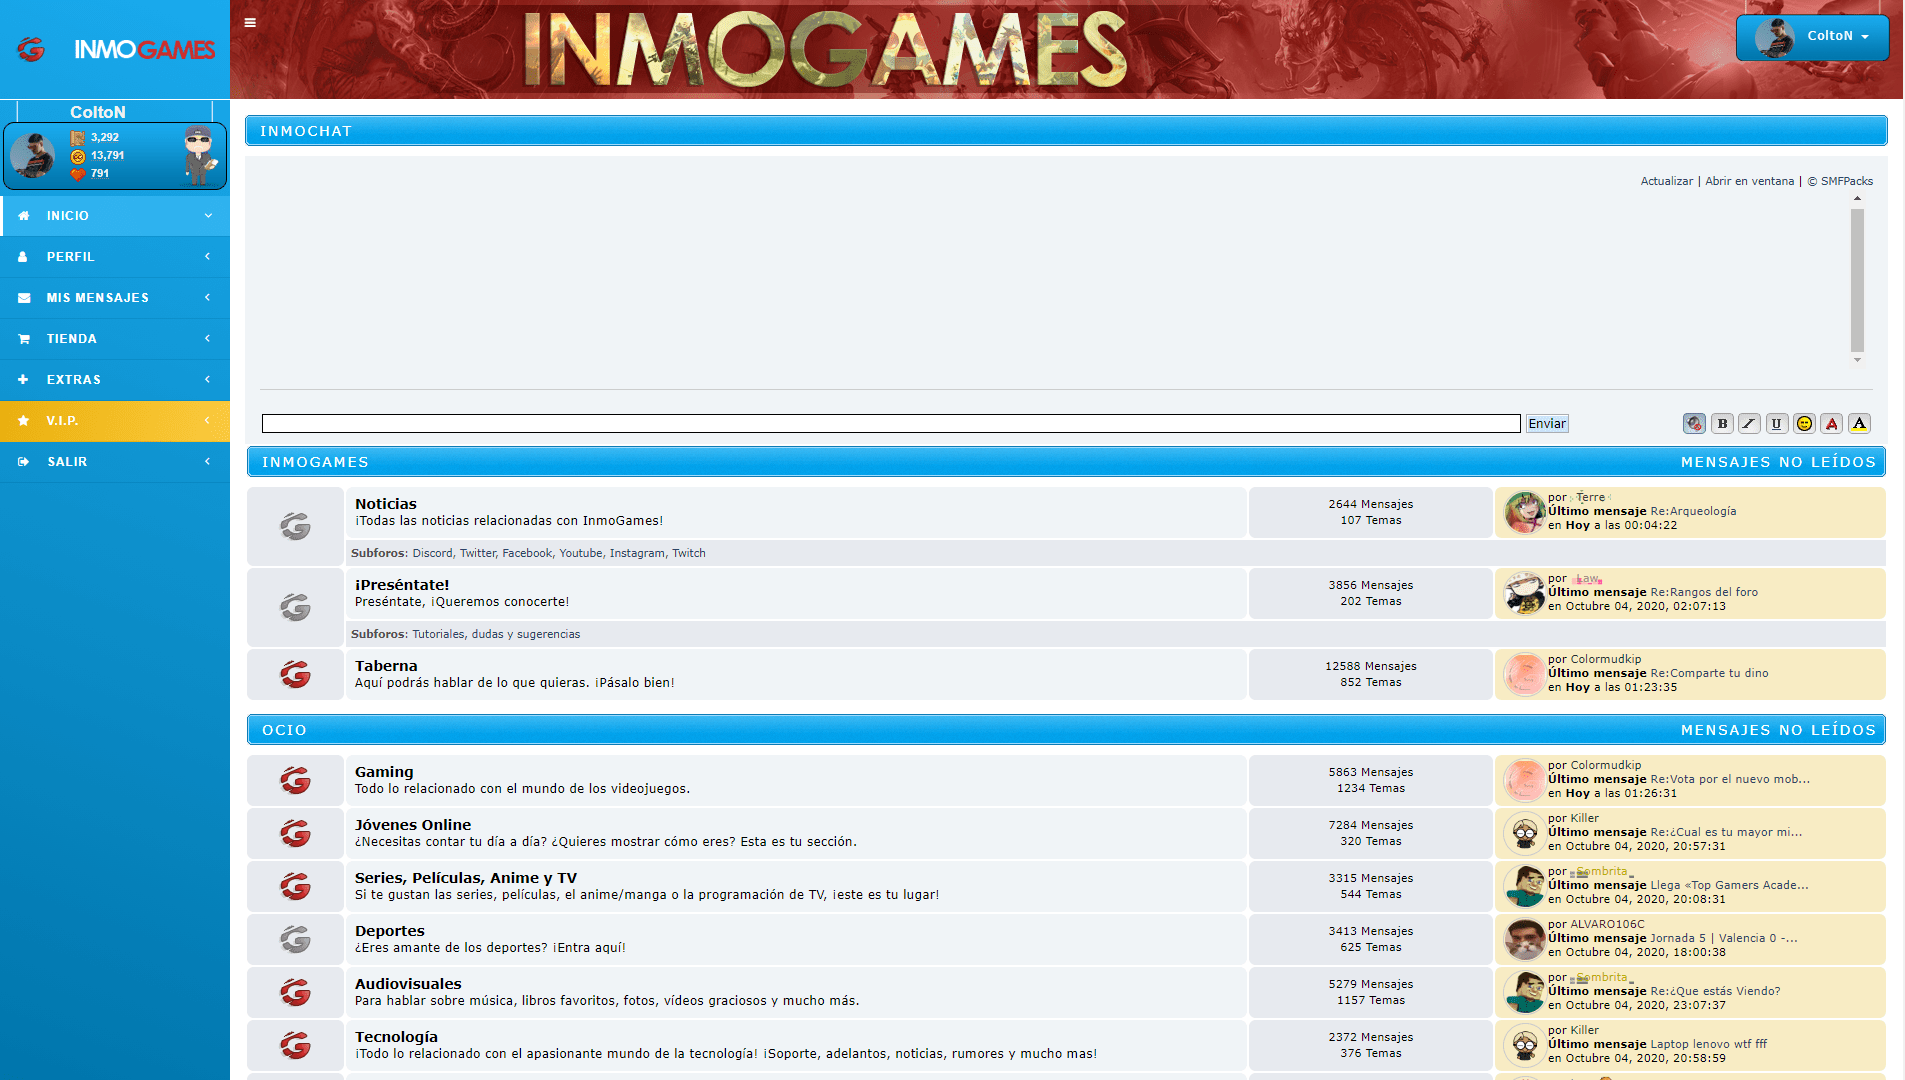 INMOGAMES
INMOGAMES
ColtoN
ColtoN
3,292
13,791
791
INICIO
PERFIL
MIS MENSAJES
TIENDA
EXTRAS
V.I.P.
SALIR
INMOCHAT
Actualizar | Abrir en ventana | © SMFPacks
Enviar
B I U A A
INMOGAMES MENSAJES NO LEÍDOS
Noticias
¡Todas las noticias relacionadas con InmoGames!
2644 Mensajes
107 Temas
por Terre
Último mensaje Re:Arqueología
en Hoy a las 00:04:22
Subforos: Discord, Twitter, Facebook, Youtube, Instagram, Twitch
¡Preséntate!
Preséntate, ¡Queremos conocerte!
3856 Mensajes
202 Temas
por Law
Último mensaje Re:Rangos del foro
en Octubre 04, 2020, 02:07:13
Subforos: Tutoriales, dudas y sugerencias
Taberna
Aquí podrás hablar de lo que quieras. ¡Pásalo bien!
12588 Mensajes
852 Temas
por Colormudkip
Último mensaje Re:Comparte tu dino
en Hoy a las 01:23:35
OCIO MENSAJES NO LEÍDOS
Gaming
Todo lo relacionado con el mundo de los videojuegos.
5863 Mensajes
1234 Temas
por Colormudkip
Último mensaje Re:Vota por el nuevo mob...
en Hoy a las 01:26:31
Jóvenes Online
¿Necesitas contar tu día a día? ¿Quieres mostrar cómo eres? Esta es tu sección.
7284 Mensajes
320 Temas
por Killer
Último mensaje Re:¿Cual es tu mayor mi...
en Octubre 04, 2020, 20:57:31
Series, Películas, Anime y TV
Si te gustan las series, películas, el anime/manga o la programación de TV, ¡este es tu lugar!
3315 Mensajes
544 Temas
por Sombrita
Último mensaje Llega «Top Gamers Acade...
en Octubre 04, 2020, 20:08:31
Deportes
¿Eres amante de los deportes? ¡Entra aquí!
3413 Mensajes
625 Temas
por ALVARO106C
Último mensaje Jornada 5 | Valencia 0 -...
en Octubre 04, 2020, 18:00:38
Audiovisuales
Para hablar sobre música, libros favoritos, fotos, vídeos graciosos y mucho más.
5279 Mensajes
1157 Temas
por Sombrita
Último mensaje Re:¿Que estás Viendo?
en Octubre 04, 2020, 23:07:37
Tecnología
¡Todo lo relacionado con el apasionante mundo de la tecnología! ¡Soporte, adelantos, noticias, rumores y mucho mas!
2372 Mensajes
376 Temas
por Killer
Último mensaje Laptop lenovo wtf fff
en Octubre 04, 2020, 20:58:59